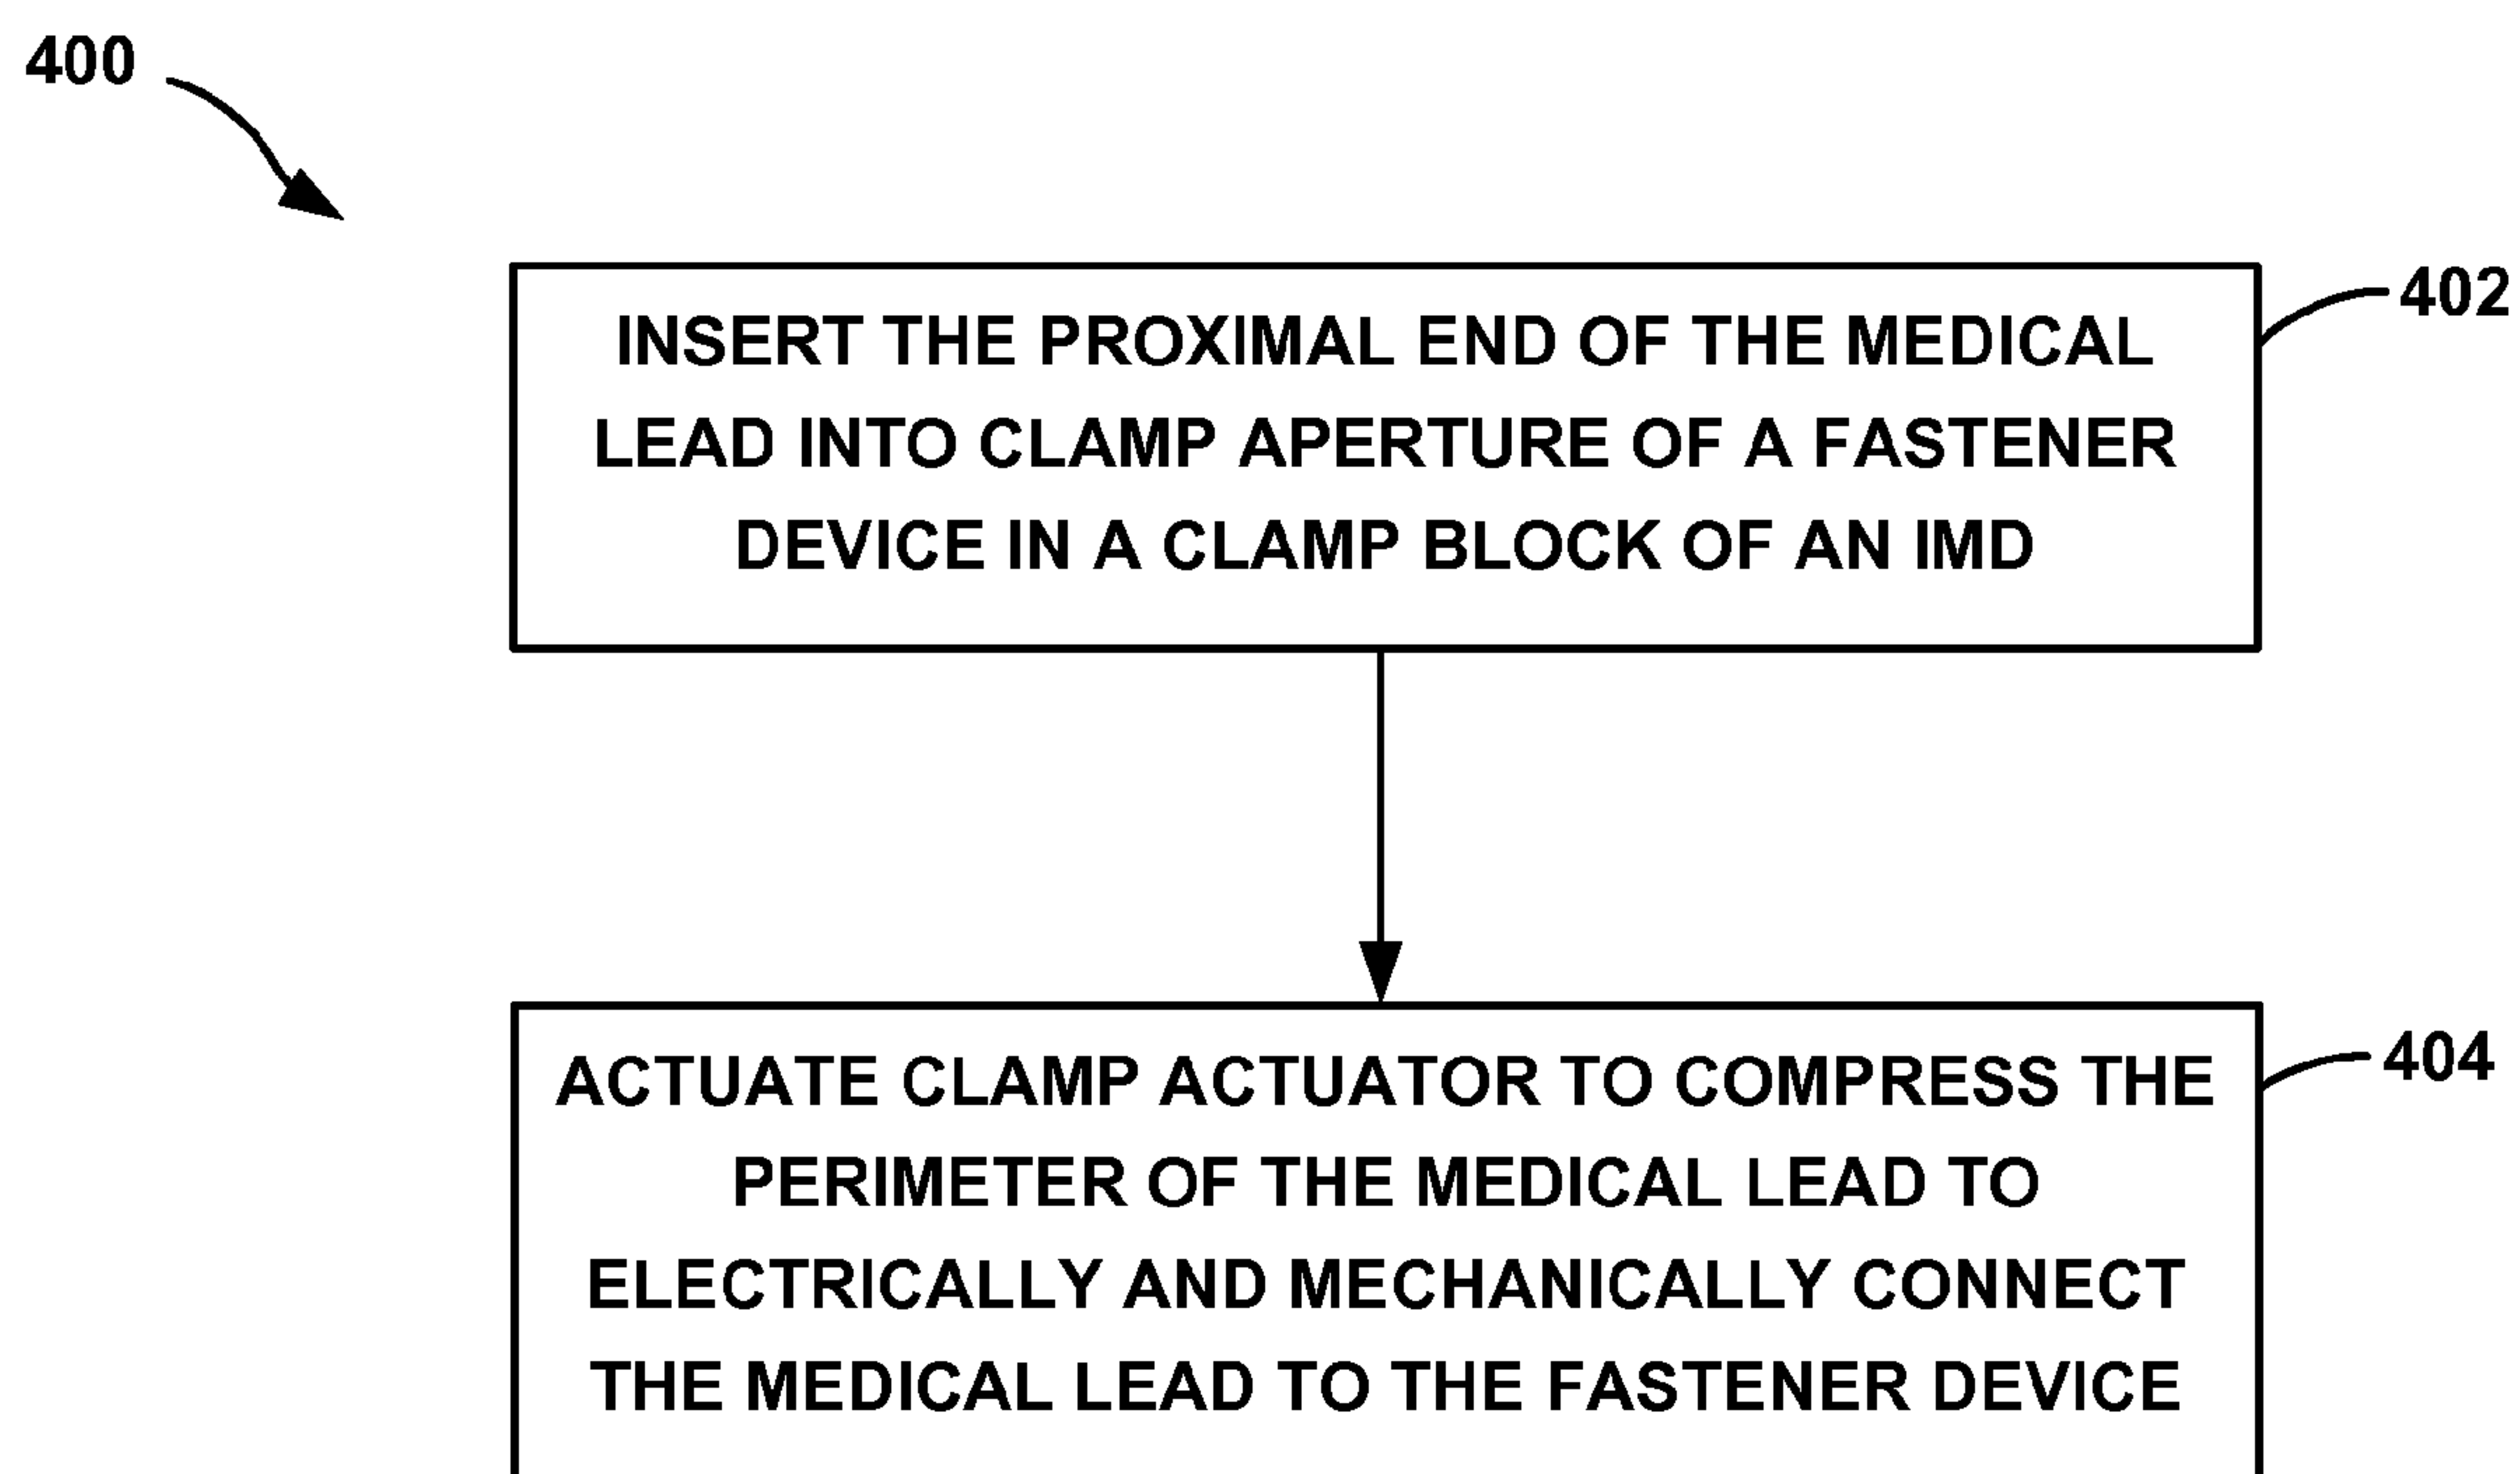 400
402
INSERT THE PROXIMAL END OF THE MEDICAL
LEAD INTO CLAMP APERTURE OF A FASTENER
DEVICE IN A CLAMP BLOCK OF AN IMD
404
ACTUATE CLAMP ACTUATOR TO COMPRESS THE
PERIMETER OF THE MEDICAL LEAD TO
ELECTRICALLY AND MECHANICALLY CONNECT
THE MEDICAL LEAD TO THE FASTENER DEVICE